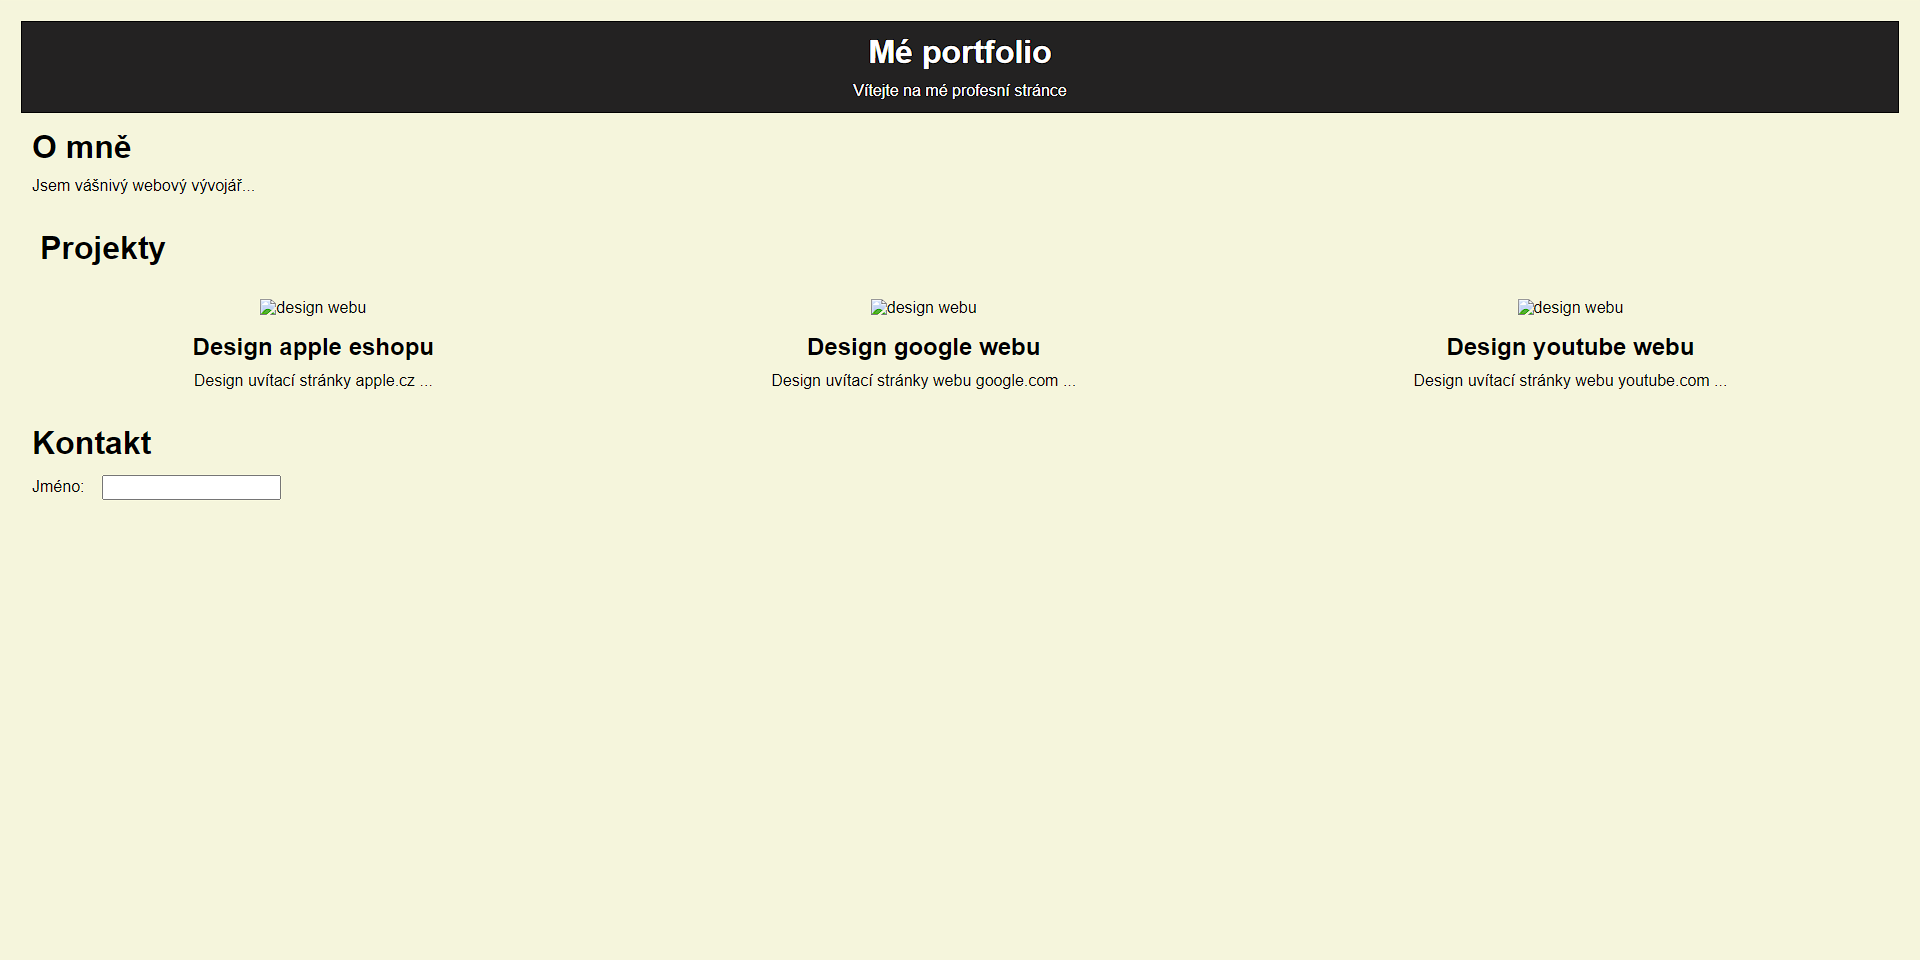 Mé portfolio
Vítejte na mé profesní stránce
O mně
Jsem vášnivý webový vývojář...
Projekty
design webu
design webu
design webu
Design apple eshopu
Design google webu
Design youtube webu
Design uvítací stránky apple.cz ...
Design uvítací stránky webu google.com ...
Design uvítací stránky webu youtube.com ...
Kontakt
Jméno: